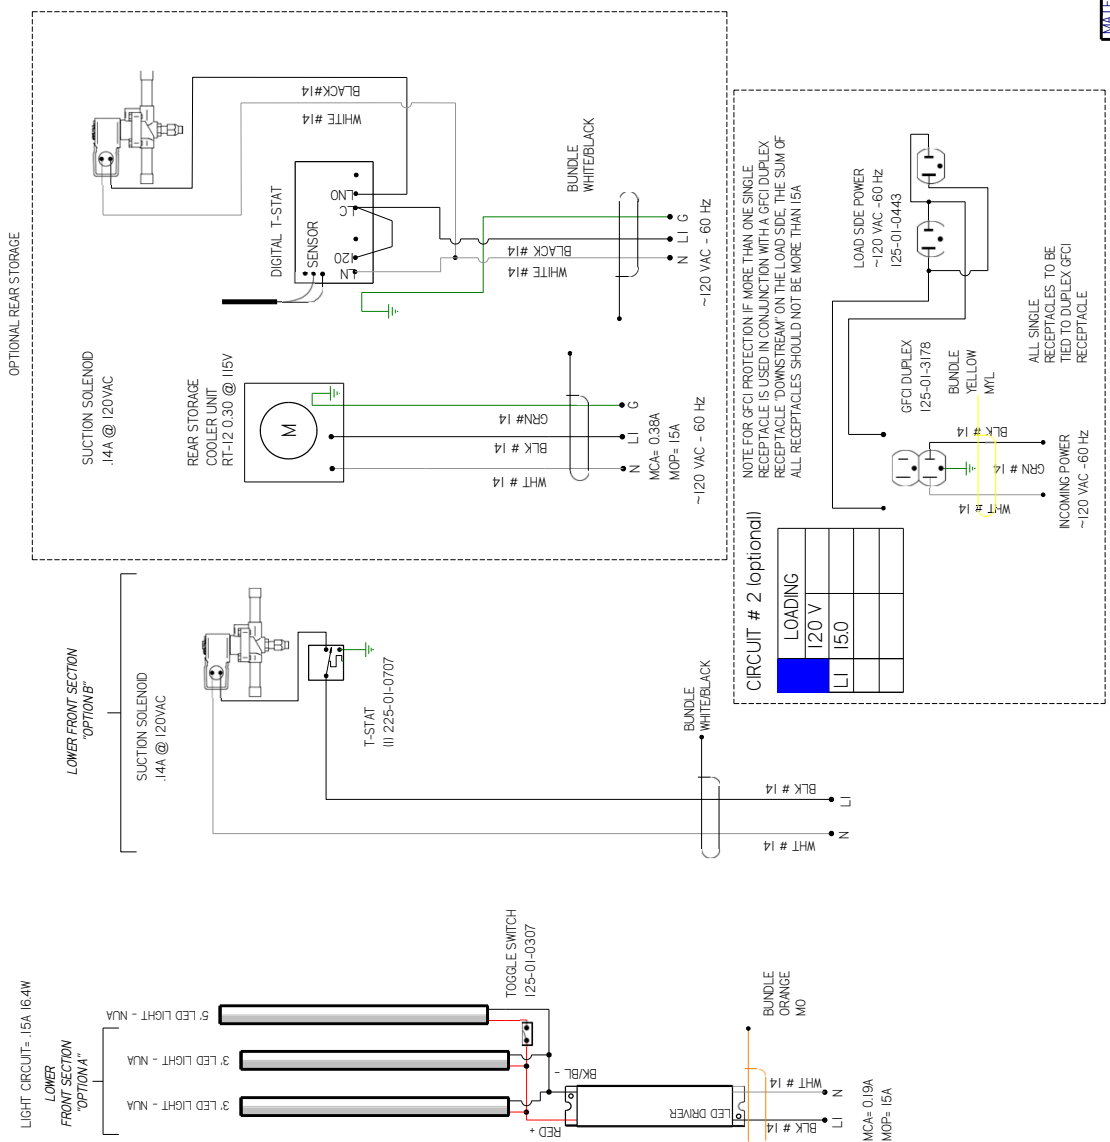 OPTIONAL REAR STORAGE
SUCTION SOLENOID
.14A @ 120VAC
BLACK#14
WHITE #14
DIGITAL T-STAT
SENSOR
LNO
LC
120
LN
BUNDLE
WHITE/BLACK
BLACK #14
WHITE #14
G
L1
N
~120 VAC - 60 Hz
REAR STORAGE
COOLER UNIT
RT-12 0.30 @ 115V
M
GRN# 14
BLK # 14
WHT # 14
G
L1
N
MCA= 0.38A
MOP= 15A
~120 VAC - 60 Hz
LOWER FRONT SECTION
"OPTION B"
SUCTION SOLENOID
.14A @ 120VAC
T-STAT
(1) 225-01-0707
BUNDLE
WHITE/BLACK
BLK # 14
WHT # 14
L1
N
LIGHT CIRCUIT= .15A 16.4W
LOWER
FRONT SECTION
"OPTION A"
5' LED LIGHT - NUA
3' LED LIGHT - NUA
3' LED LIGHT - NUA
TOGGLE SWITCH
125-01-0307
BK/BL -
RED +
LED DRIVER
BUNDLE
ORANGE
MO
WHT # 14
BLK # 14
N
L1
MCA= 0.19A
MOP= 15A
NOTE FOR GFCI PROTECTION: IF MORE THAN ONE SINGLE
RECEPTACLE IS USED IN CONJUNCTION WITH A GFCI DUPLEX
RECEPTACLE "DOWNSTREAM" ON THE LOAD SIDE, THE SUM OF
ALL RECEPTACLES SHOULD NOT BE MORE THAN 15A
LOAD SIDE POWER
~120 VAC -60 Hz
125-01-0443
GFCI DUPLEX
125-01-3178
BUNDLE
YELLOW
MYL
ALL SINGLE
RECEPTACLES TO BE
TIED TO DUPLEX GFCI
RECEPTACLE
BLK # 14
GRN # 14
WHT # 14
INCOMING POWER
~120 VAC -60 Hz
CIRCUIT # 2 (optional)
LOADING
120 V
L1 15.0